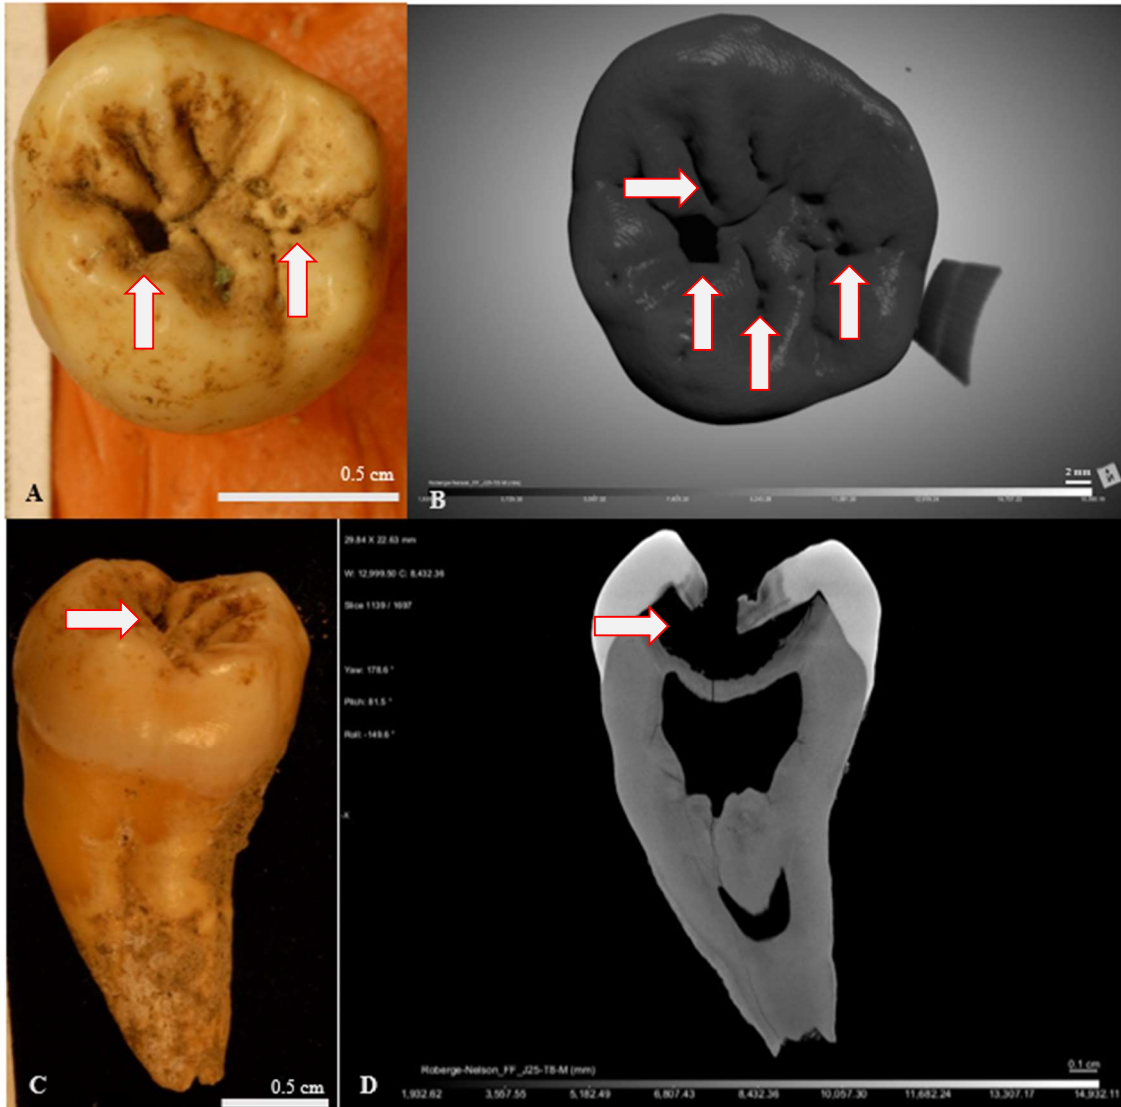 0.5 cm
A
2 mm
B
29.84 X 22.63 mm
W: 12,999.50 C: 8,432.36
Slice 1139 / 1697
Yaw: 178.6 °
Pitch: 81.5 °
Roll: -149.6 °
-X
C
0.5 cm
D
Roberge-Nelson_FF_J25-T8-M (mm)
0.1 cm
1,932.62 3,557.55 5,182.49 6,807.43 8,432.36 10,057.30 11,682.24 13,307.17 14,932.11